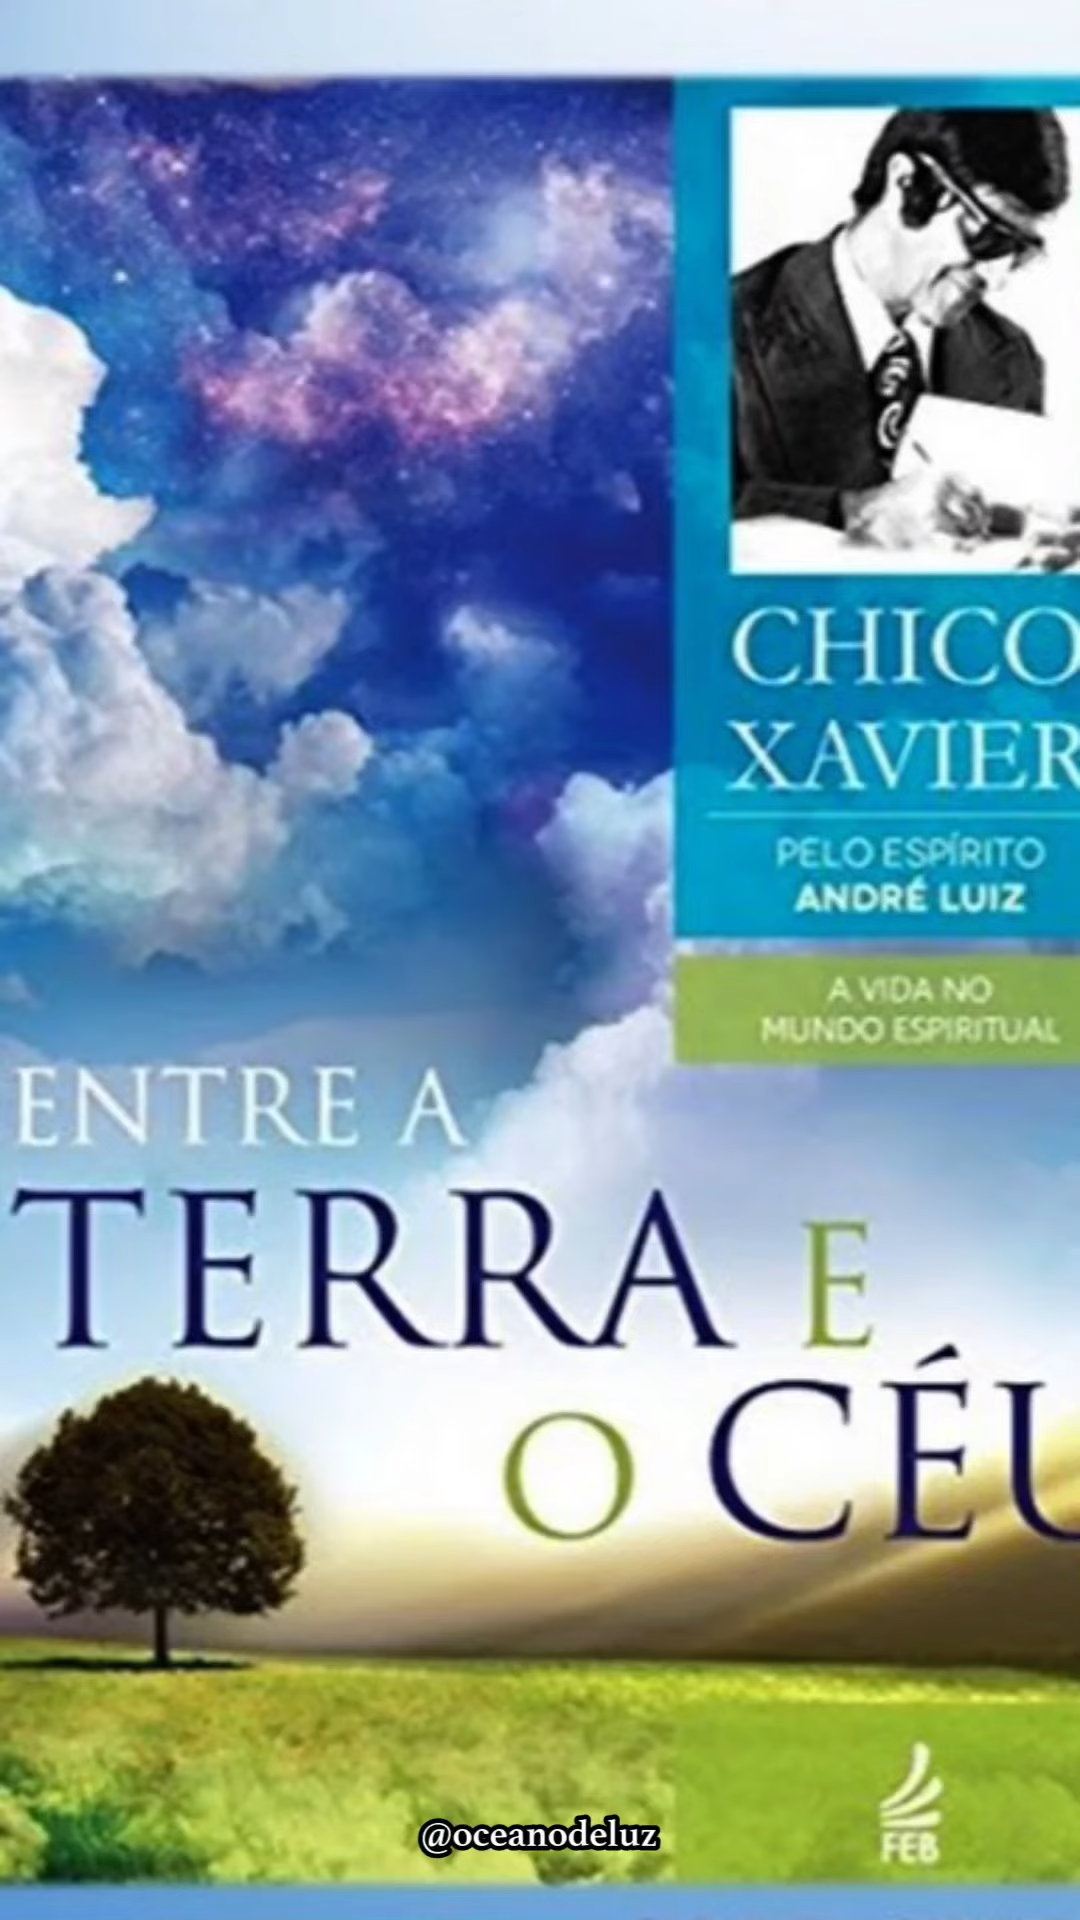 CHICO
XAVIER
PELO ESPÍRITO
ANDRÉ LUIZ
A VIDA NO
MUNDO ESPIRITUAL
ENTRE A
TERRA E
O CÉU
FEB
@oceanodeluz